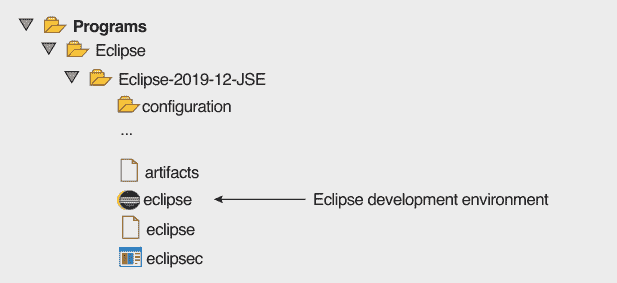 Programs
Eclipse
Eclipse-2019-12-JSE
configuration
...
artifacts
eclipse Eclipse development environment
eclipse
eclipsec